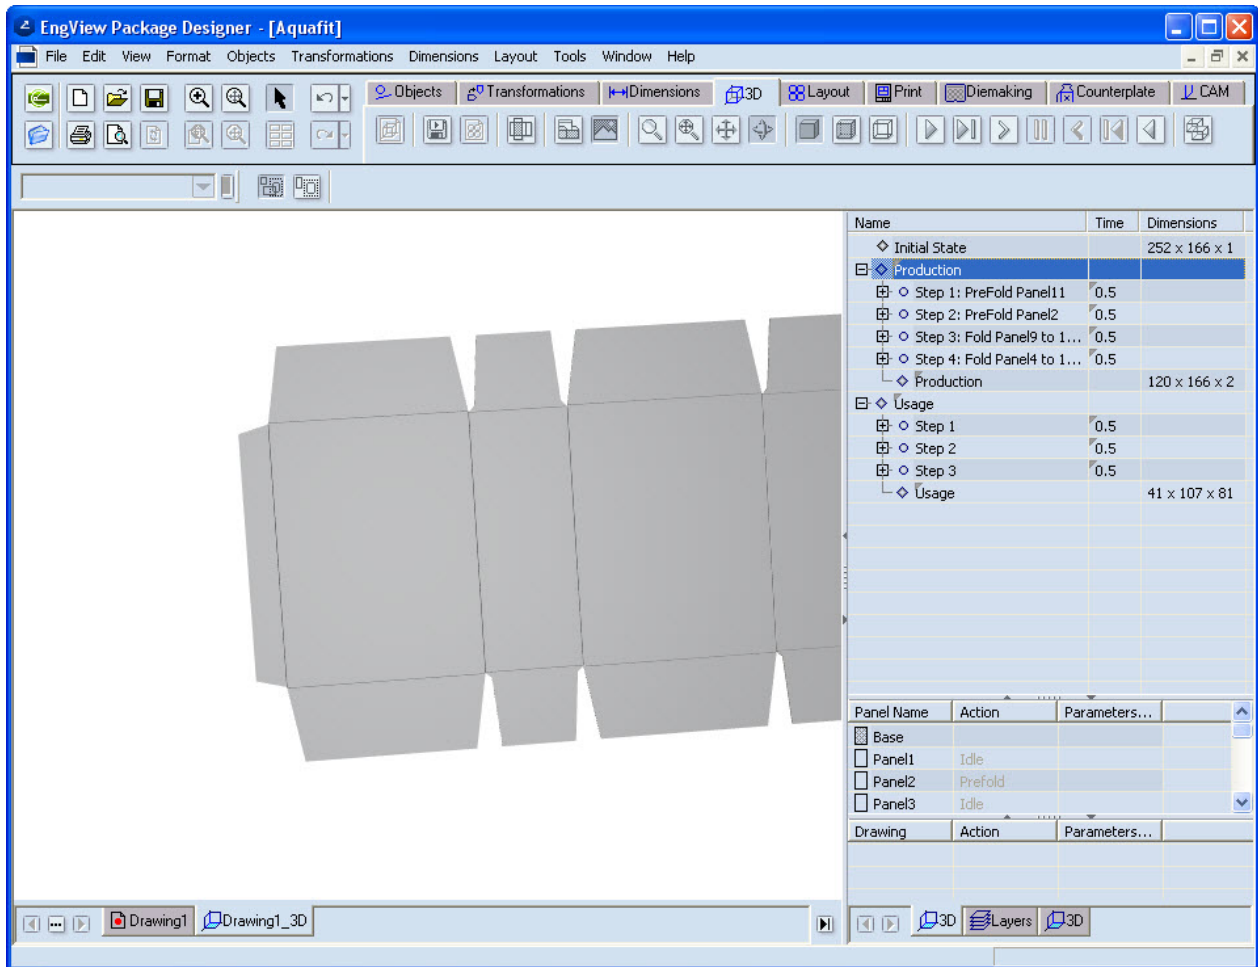 EngView Package Designer - [Aquafit]
File Edit View Format Objects Transformations Dimensions Layout Tools Window Help
Objects Transformations Dimensions 3D Layout Print Diemaking Counterplate CAM
Name Time Dimensions
Initial State 252 x 166 x 1
Production
Step 1: PreFold Panel11 0.5
Step 2: PreFold Panel2 0.5
Step 3: Fold Panel9 to 1... 0.5
Step 4: Fold Panel4 to 1... 0.5
Production 120 x 166 x 2
Usage
Step 1 0.5
Step 2 0.5
Step 3 0.5
Usage 41 x 107 x 81
Panel Name Action Parameters...
Base
Panel1 Idle
Panel2 Prefold
Panel3 Idle
Drawing Action Parameters...
Drawing1 Drawing1_3D 3D Layers 3D